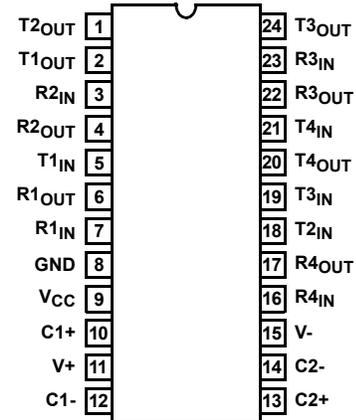 T2OUT 1 24 T3OUT
T1OUT 2 23 R3IN
R2IN 3 22 R3OUT
R2OUT 4 21 T4IN
T1IN 5 20 T4OUT
R1OUT 6 19 T3IN
R1IN 7 18 T2IN
GND 8 17 R4OUT
VCC 9 16 R4IN
C1+ 10 15 V-
V+ 11 14 C2-
C1- 12 13 C2+